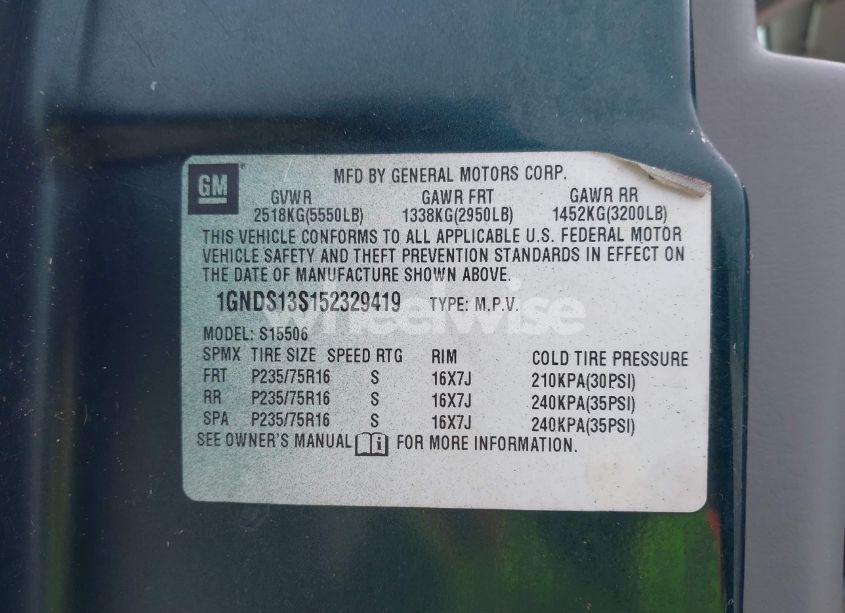 GM
MFD BY GENERAL MOTORS CORP.
GVWR GAWR FRT GAWR RR
2518KG(5550LB) 1338KG(2950LB) 1452KG(3200LB)
THIS VEHICLE CONFORMS TO ALL APPLICABLE U.S. FEDERAL MOTOR
VEHICLE SAFETY AND THEFT PREVENTION STANDARDS IN EFFECT ON
THE DATE OF MANUFACTURE SHOWN ABOVE.
1GNDS13S152329419 TYPE: M.P.V.
wheelwise
MODEL: S15506
SPMX TIRE SIZE SPEED RTG RIM COLD TIRE PRESSURE
FRT P235/75R16 S 16X7J 210KPA(30PSI)
RR P235/75R16 S 16X7J 240KPA(35PSI)
SPA P235/75R16 S 16X7J 240KPA(35PSI)
SEE OWNER'S MANUAL i FOR MORE INFORMATION.